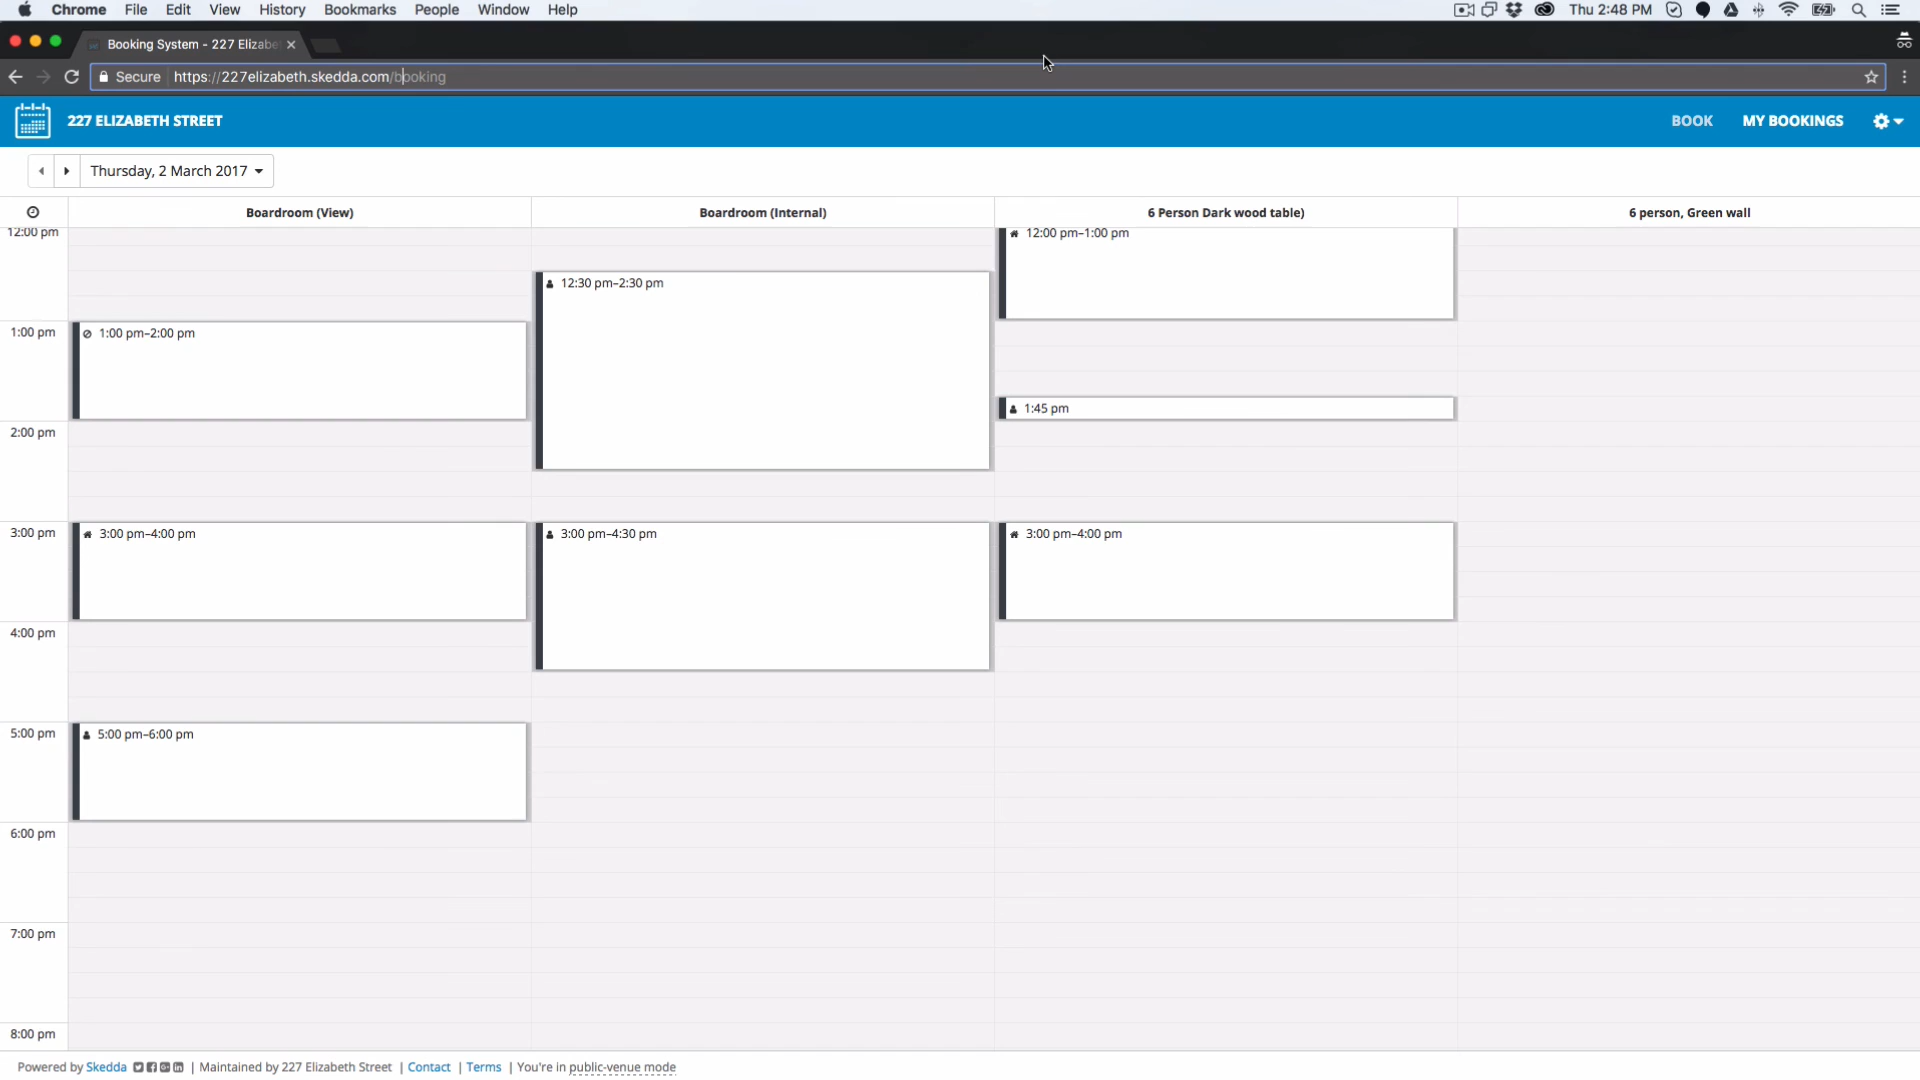 Chrome File Edit View History Bookmarks People Window Help Thu 2:48 PM
Booking System - 227 Elizabe
Secure https://227elizabeth.skedda.com/booking
227 ELIZABETH STREET BOOK MY BOOKINGS
Thursday, 2 March 2017
Boardroom (View) Boardroom (Internal) 6 Person Dark wood table) 6 person, Green wall
12:00 pm 12:00 pm–1:00 pm
12:30 pm–2:30 pm
1:00 pm 1:00 pm–2:00 pm
1:45 pm
2:00 pm
3:00 pm 3:00 pm–4:00 pm 3:00 pm–4:30 pm 3:00 pm–4:00 pm
4:00 pm
5:00 pm 5:00 pm–6:00 pm
6:00 pm
7:00 pm
8:00 pm
Powered by Skedda | Maintained by 227 Elizabeth Street | Contact | Terms | You're in public-venue mode